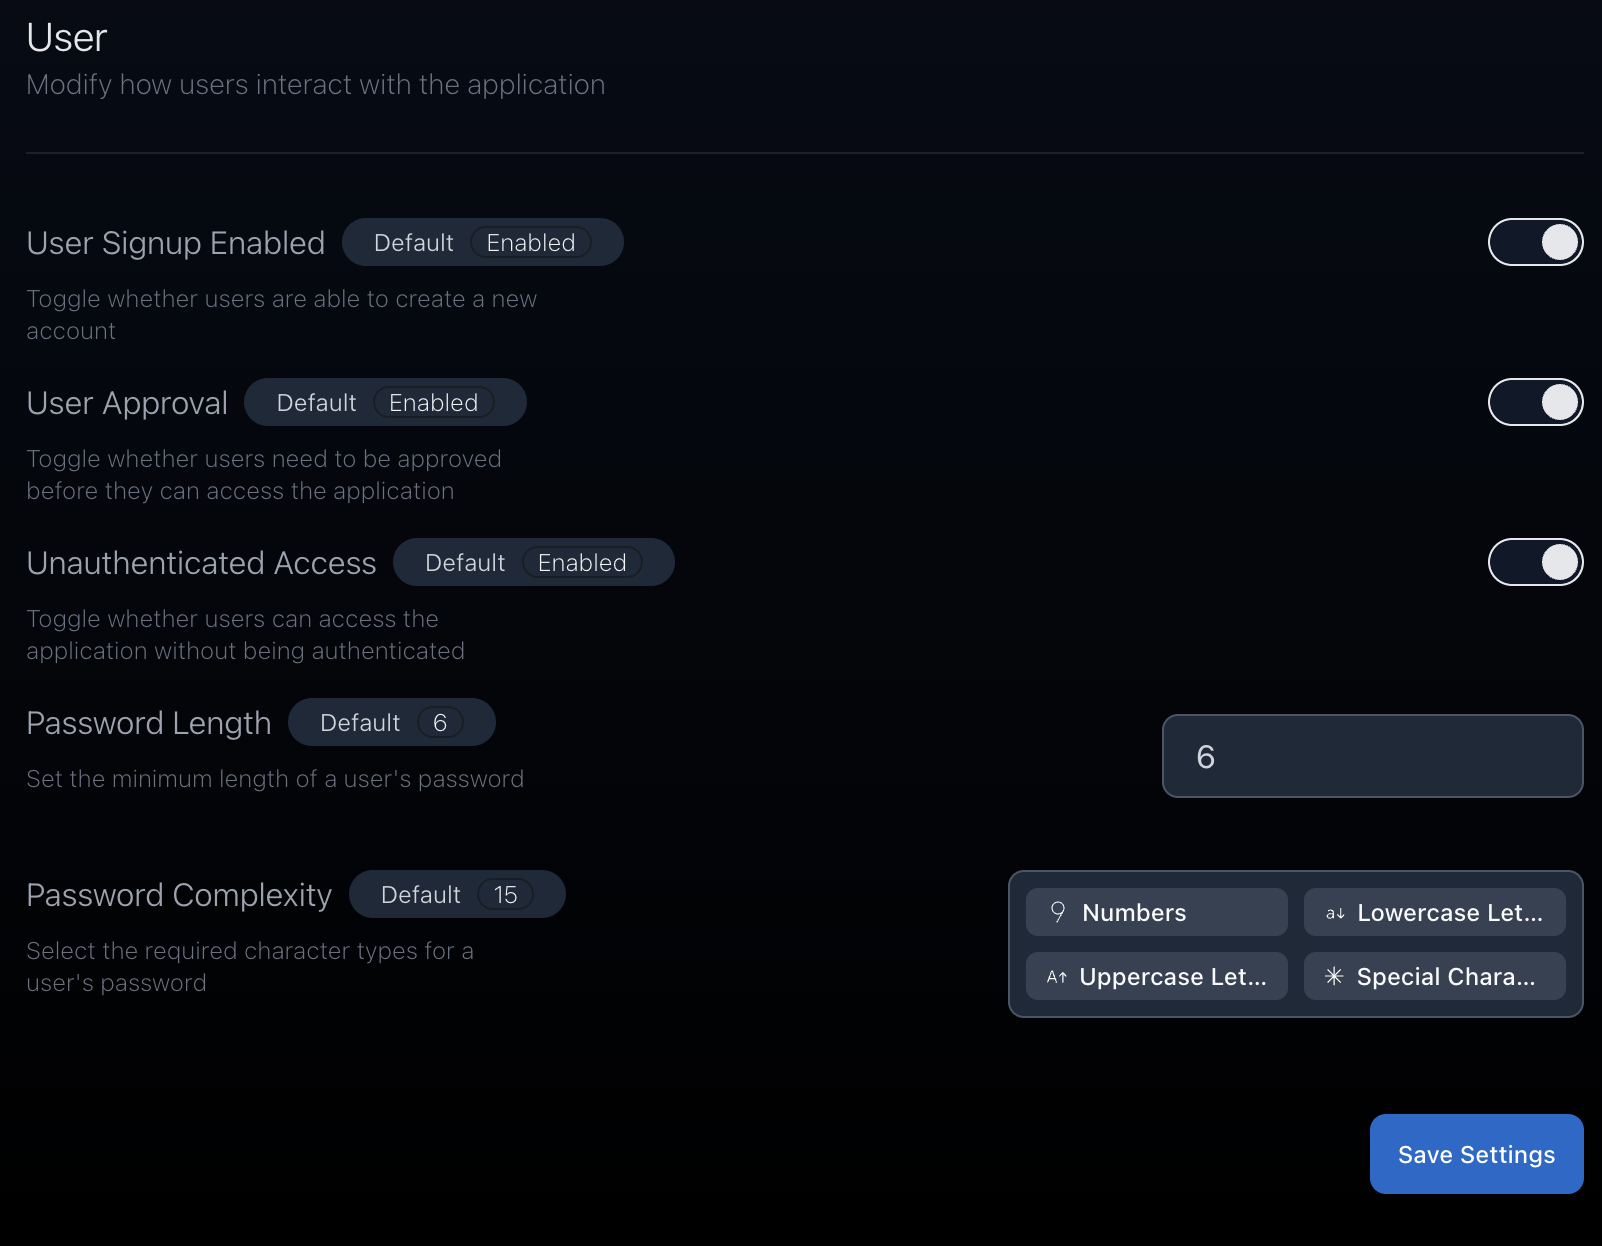 User
Modify how users interact with the application
User Signup Enabled Default Enabled
Toggle whether users are able to create a new
account
User Approval Default Enabled
Toggle whether users need to be approved
before they can access the application
Unauthenticated Access Default Enabled
Toggle whether users can access the
application without being authenticated
Password Length Default 6
6
Set the minimum length of a user's password
Password Complexity Default 15
9 Numbers a↓ Lowercase Let...
Select the required character types for a
user's password
A↑ Uppercase Let... Special Chara...
Save Settings